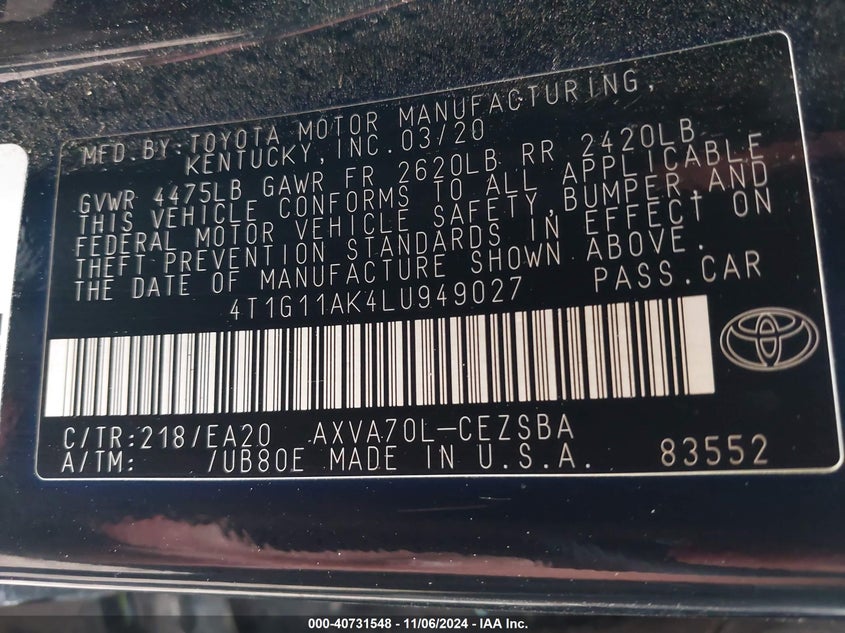 MFD.BY:TOYOTA MOTOR MANUFACTURING,
KENTUCKY,INC.03/20
GVWR 4475LB GAWR FR 2620LB RR 2420LB
THIS VEHICLE CONFORMS TO ALL APPLICABLE
FEDERAL MOTOR VEHICLE SAFETY,BUMPER,AND
THEFT PREVENTION STANDARDS IN EFFECT ON
THE DATE OF MANUFACTURE SHOWN ABOVE.
4T1G11AK4LU949027 PASS.CAR
C/TR:218/EA20 AXVA70L-CEZSBA
A/TM: /UB80E MADE IN U.S.A. 83552
000-40731548 - 11/06/2024 - IAA Inc.